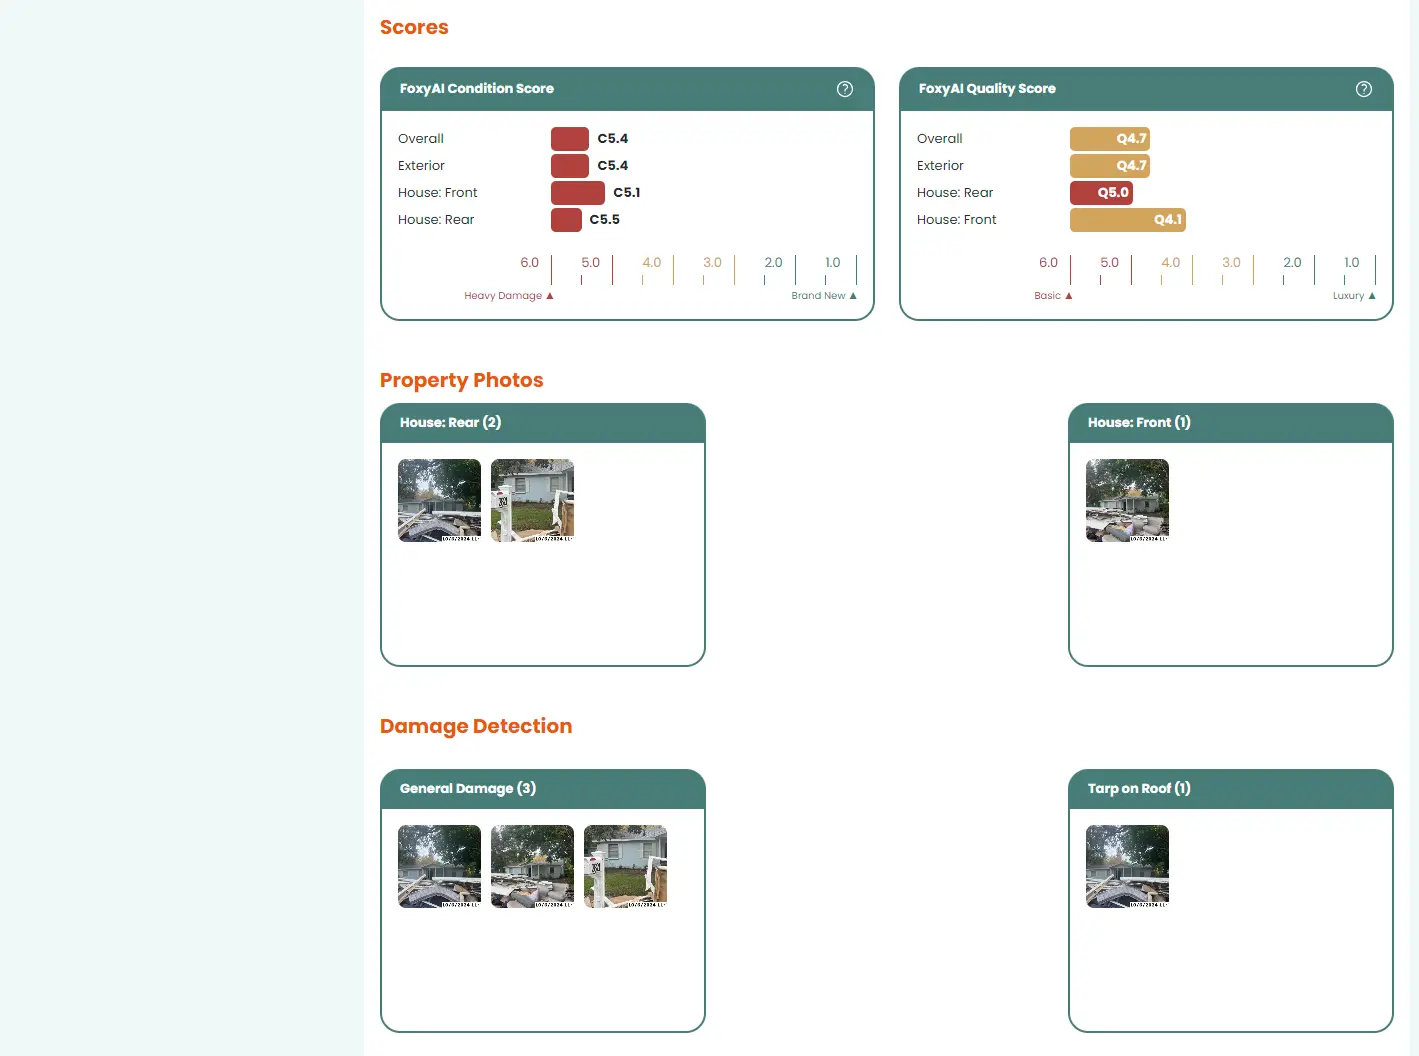 Scores
FoxyAI Condition Score
Overall C5.4
Exterior C5.4
House: Front C5.1
House: Rear C5.5
6.0 5.0 4.0 3.0 2.0 1.0
Heavy Damage ▲ Brand New ▲
FoxyAI Quality Score
Overall Q4.7
Exterior Q4.7
House: Rear Q5.0
House: Front Q4.1
6.0 5.0 4.0 3.0 2.0 1.0
Basic ▲ Luxury ▲
Property Photos
House: Rear (2)
House: Front (1)
Damage Detection
General Damage (3)
Tarp on Roof (1)